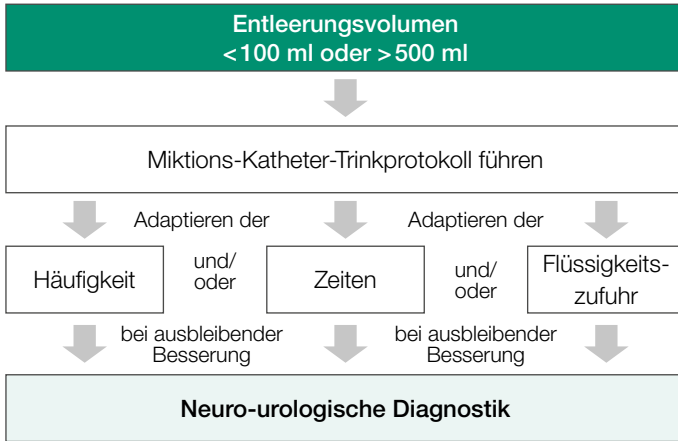 Entleerungsvolumen
<100 ml oder >500 ml
Miktions-Katheter-Trinkprotokoll führen
Adaptieren der
Adaptieren der
Häufigkeit
und/
oder
Zeiten
und/
oder
Flüssigkeits-
zufuhr
bei ausbleibender
Besserung
bei ausbleibender
Besserung
Neuro-urologische Diagnostik